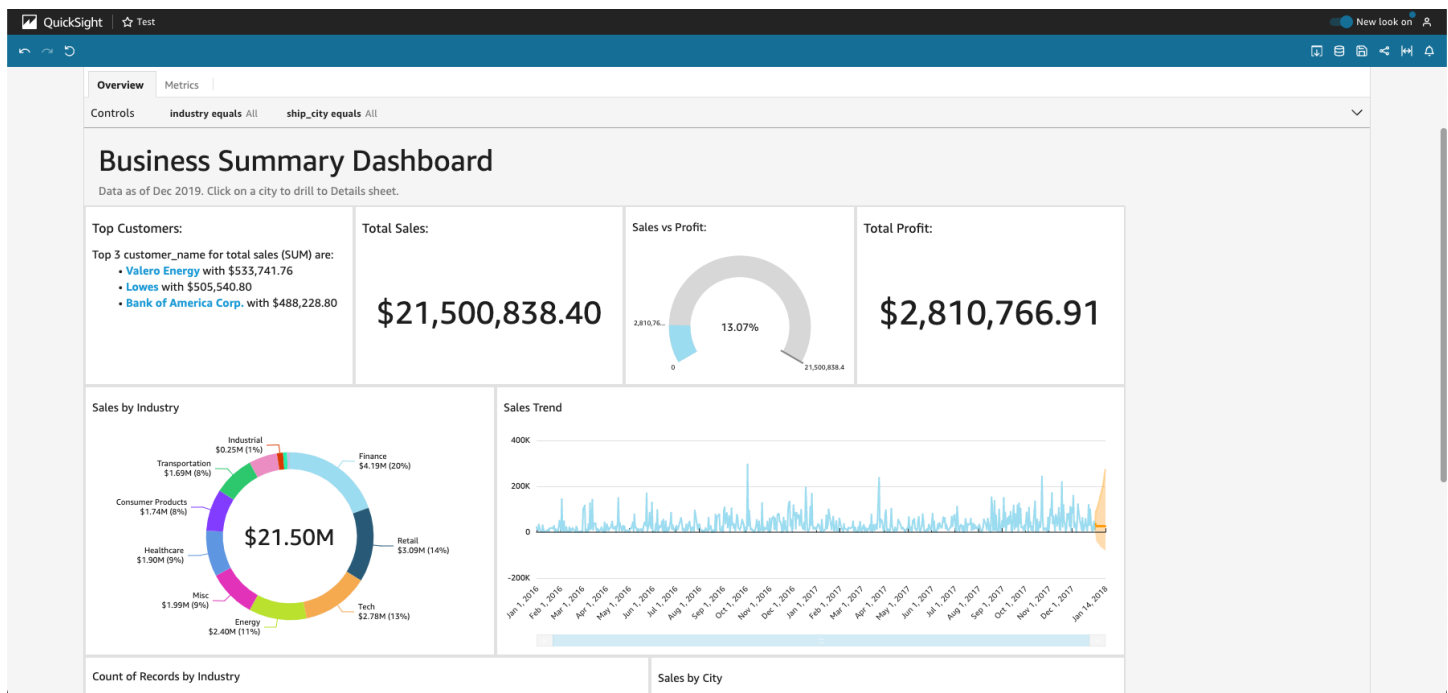 QuickSight
Test
New look on
Overview
Metrics
Controls
industry equals All
ship_city equals All
Business Summary Dashboard
Data as of Dec 2019. Click on a city to drill to Details sheet.
Top Customers:
Top 3 customer_name for total sales (SUM) are:
• Valero Energy with $533,741.76
• Lowes with $505,540.80
• Bank of America Corp. with $488,228.80
Total Sales:
$21,500,838.40
Sales vs Profit:
2,810,76...
13.07%
0
21,500,838.4
Total Profit:
$2,810,766.91
Sales by Industry
Industrial
$0.25M (1%)
Transportation
$1.69M (8%)
Consumer Products
$1.74M (8%)
Healthcare
$1.90M (9%)
Misc
$1.99M (9%)
Energy
$2.40M (11%)
Finance
$4.19M (20%)
Retail
$3.09M (14%)
Tech
$2.78M (13%)
$21.50M
Sales Trend
400K
200K
0
-200K
Jan 1, 2016
Feb 1, 2016
Mar 1, 2016
Apr 1, 2016
May 1, 2016
Jun 1, 2016
Jul 1, 2016
Aug 1, 2016
Sep 1, 2016
Oct 1, 2016
Nov 1, 2016
Dec 1, 2016
Jan 1, 2017
Feb 1, 2017
Mar 1, 2017
Apr 1, 2017
May 1, 2017
Jun 1, 2017
Jul 1, 2017
Aug 1, 2017
Sep 1, 2017
Oct 1, 2017
Nov 1, 2017
Dec 1, 2017
Jan 14, 2018
Count of Records by Industry
Sales by City